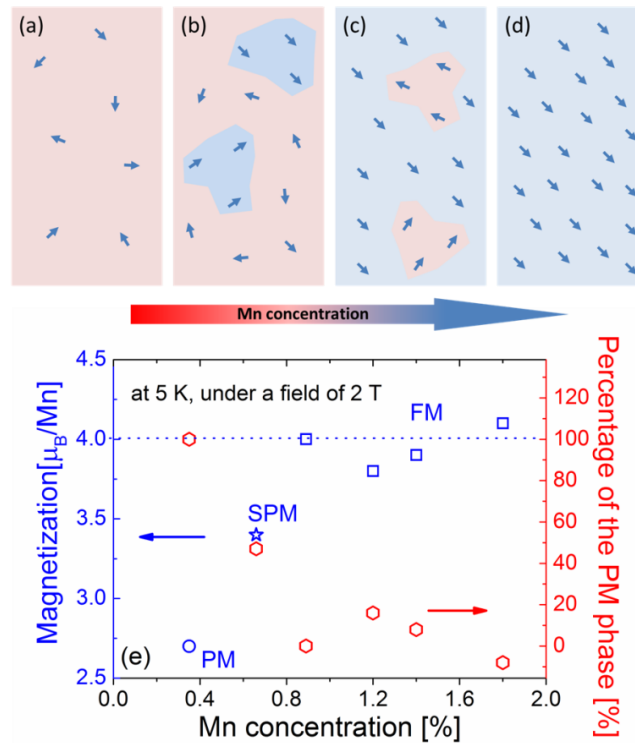 (a)
(b)
(c)
(d)
Mn concentration
at 5 K, under a field of 2 T
FM
SPM
PM
(e)
Magnetization[μ_B/Mn]
4.5
4.0
3.5
3.0
2.5
Percentage of the PM phase [%]
120
100
80
60
40
20
0
0.0 0.4 0.8 1.2 1.6 2.0
Mn concentration [%]